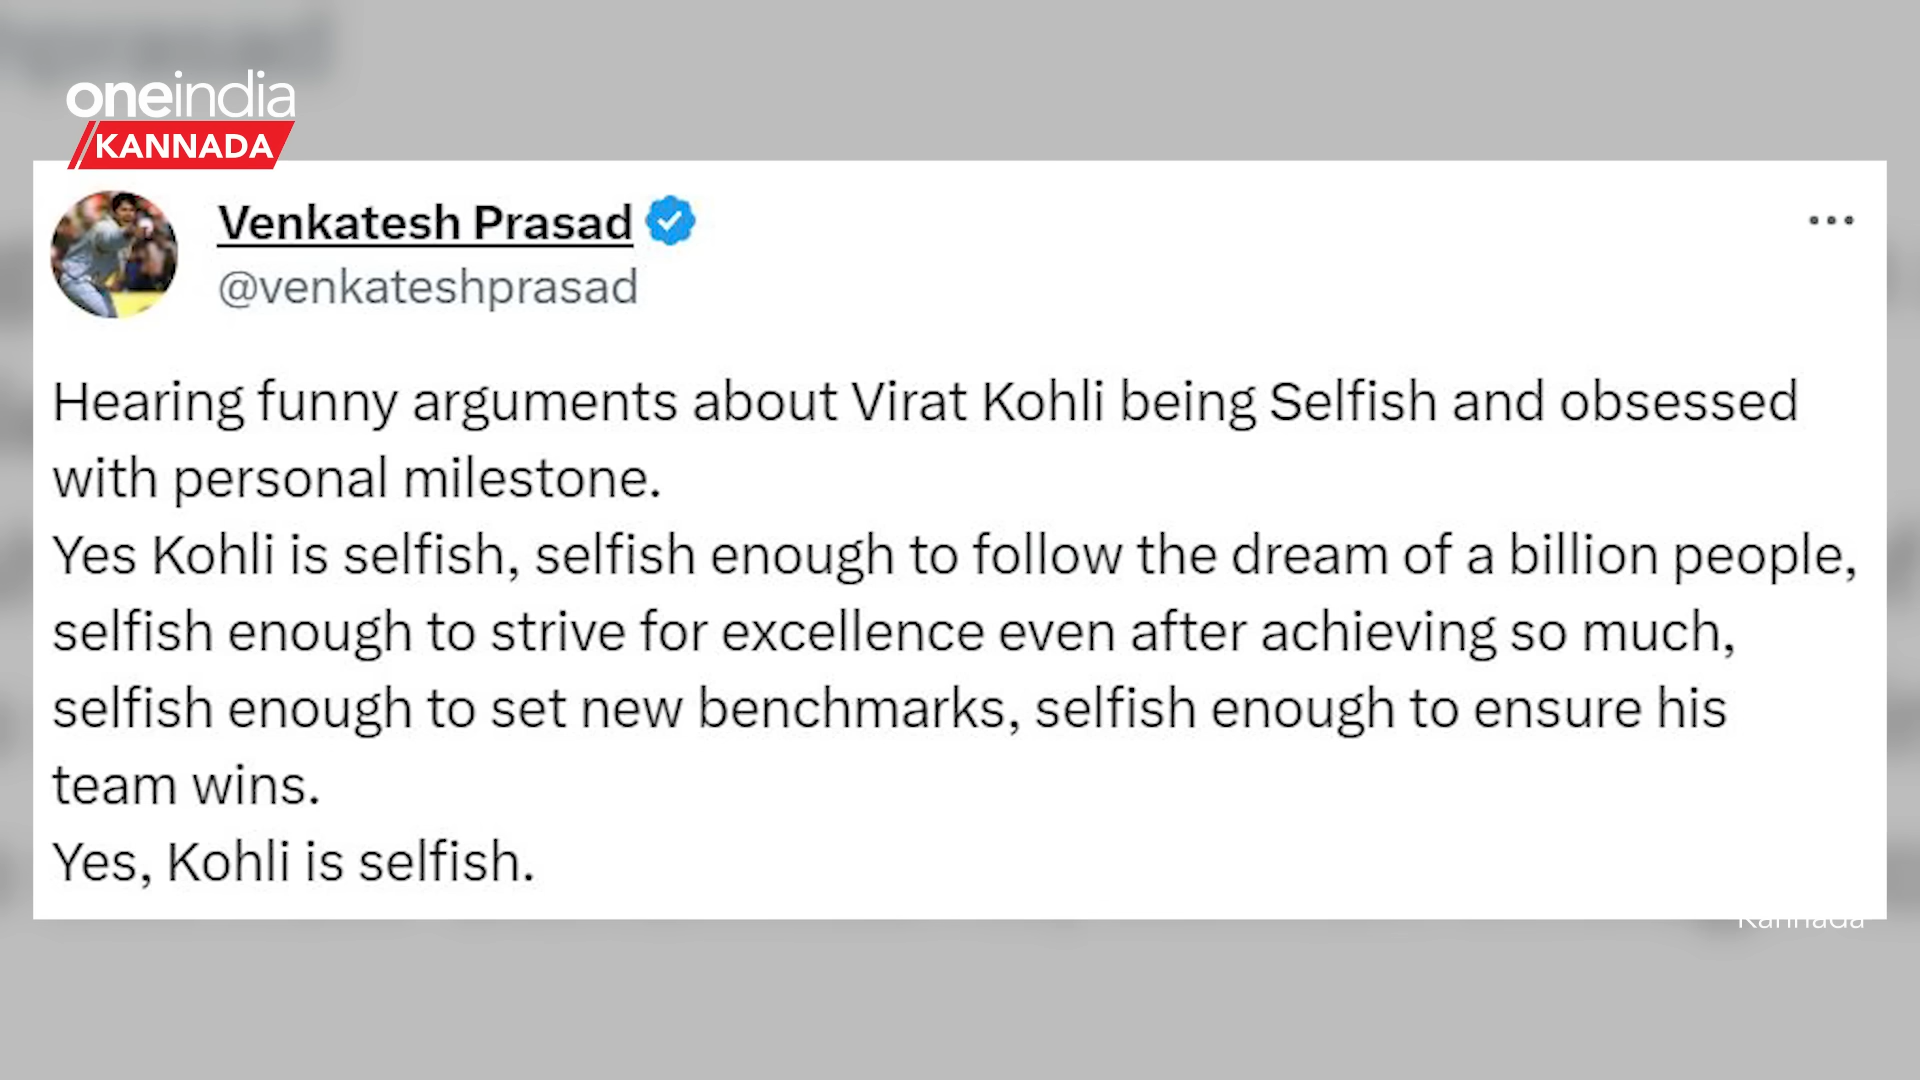 oneindia
KANNADA
Venkatesh Prasad
@venkateshprasad
Hearing funny arguments about Virat Kohli being Selfish and obsessed
with personal milestone.
Yes Kohli is selfish, selfish enough to follow the dream of a billion people,
selfish enough to strive for excellence even after achieving so much,
selfish enough to set new benchmarks, selfish enough to ensure his
team wins.
Yes, Kohli is selfish.
Kannada